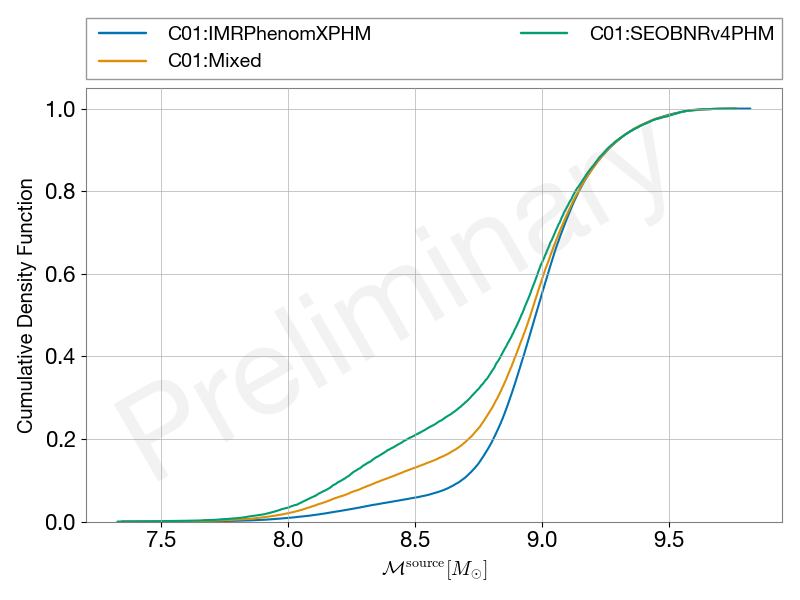 C01:IMRPhenomXPHM
C01:Mixed
C01:SEOBNRv4PHM
Preliminary
1.0
0.8
0.6
0.4
0.2
0.0
7.5 8.0 8.5 9.0 9.5
Cumulative Density Function
ℳ^source [M_⊙]